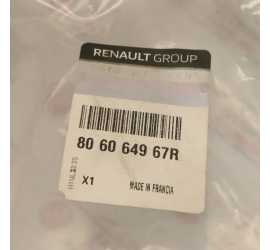 RENAULT GROUP
80 60 649 67R
X1
MADE IN FRANCIA